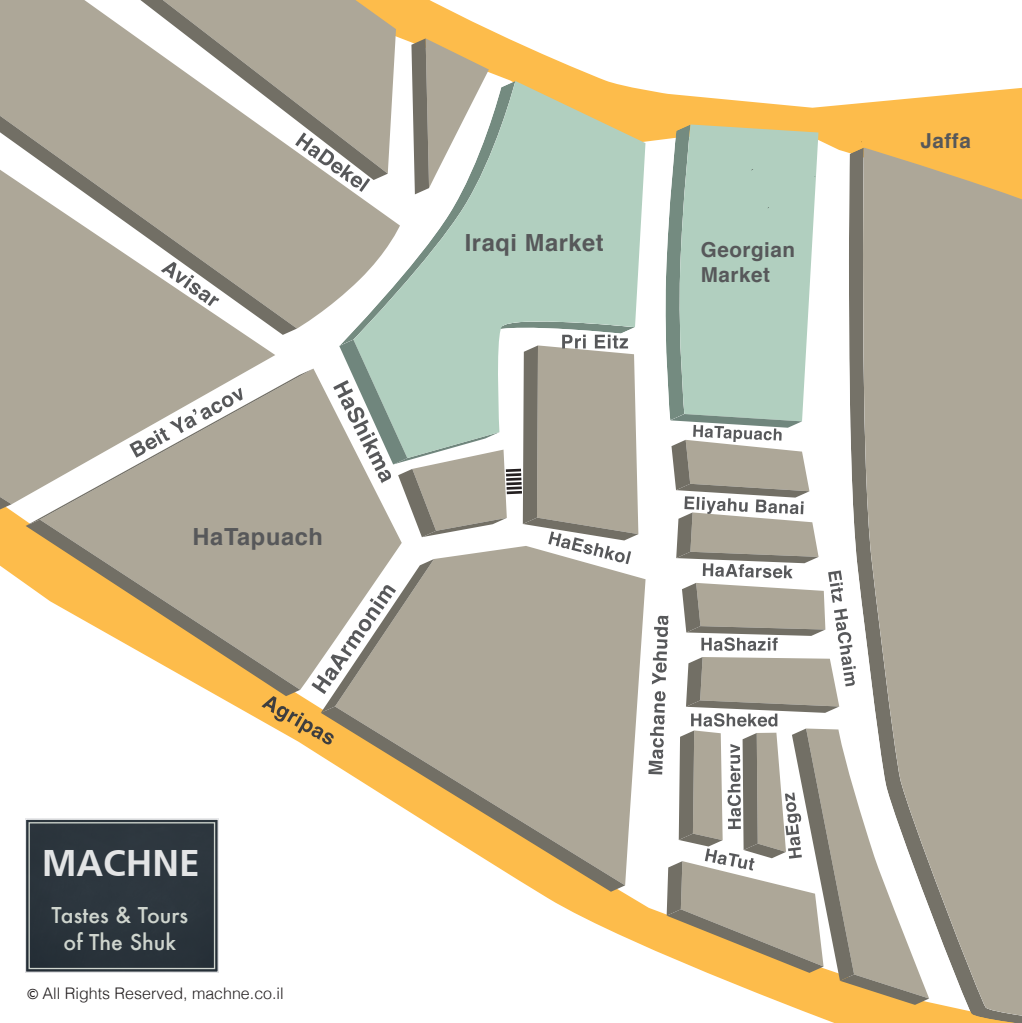 Jaffa
HaDekel
Iraqi Market
Georgian
Market
Avisar
Pri Eitz
HaShikma
Beit Ya'acov
HaTapuach
Eliyahu Banai
HaTapuach
HaEshkol
HaAfarsek
Eitz HaChaim
HaArmonim
HaShazif
Machane Yehuda
Agripas
HaSheked
HaCheruv
HaEgoz
HaTut
MACHNE
Tastes & Tours
of The Shuk
© All Rights Reserved, machne.co.il